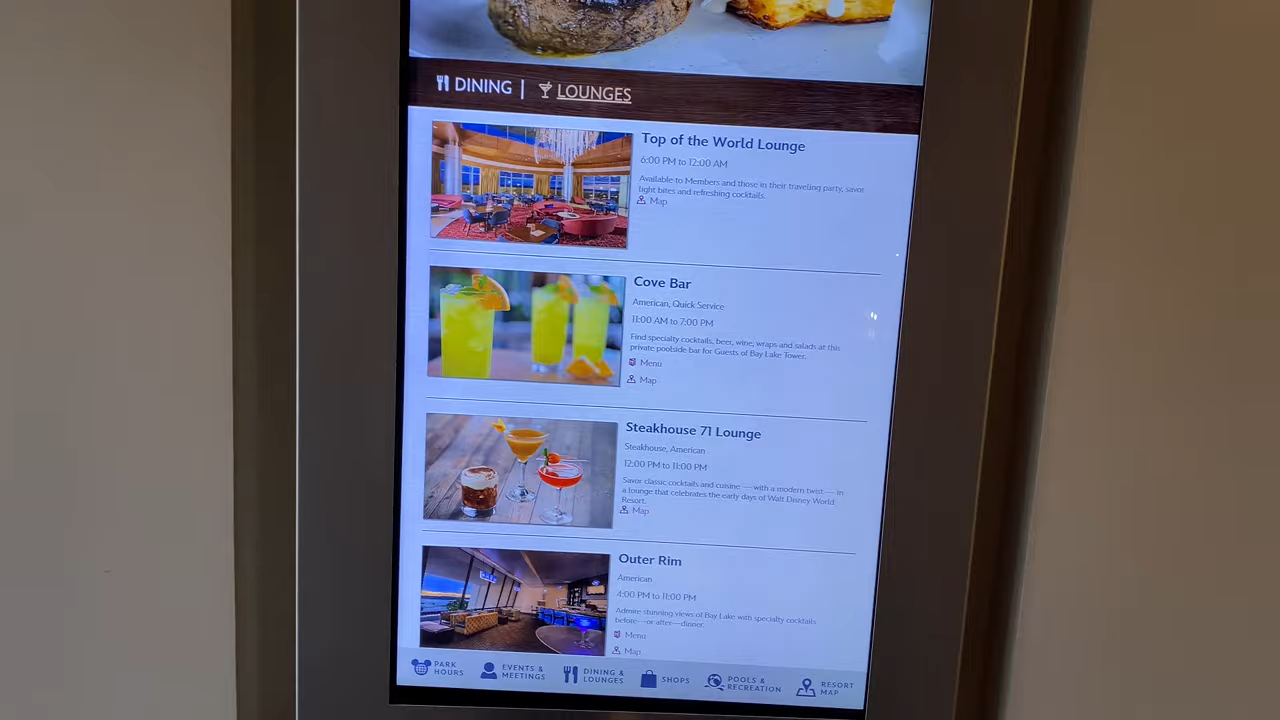 DINING | LOUNGES
Top of the World Lounge
6:00 PM to 12:00 AM
Available to Members and those in their traveling party, savor
light bites and refreshing cocktails.
Map
Cove Bar
American, Quick Service
11:00 AM to 7:00 PM
Find specialty cocktails, beer, wine, wraps and salads at this
private poolside bar for Guests of Bay Lake Tower.
Menu
Map
Steakhouse 71 Lounge
Steakhouse, American
12:00 PM to 11:00 PM
Savor classic cocktails and cuisine — with a modern twist — in
a lounge that celebrates the early days of Walt Disney World
Resort.
Map
Outer Rim
American
4:00 PM to 11:00 PM
Admire stunning views of Bay Lake with specialty cocktails
before—or after—dinner.
Menu
Map
PARK
HOURS
EVENTS &
MEETINGS
DINING &
LOUNGES
SHOPS
POOLS &
RECREATION
RESORT
MAP